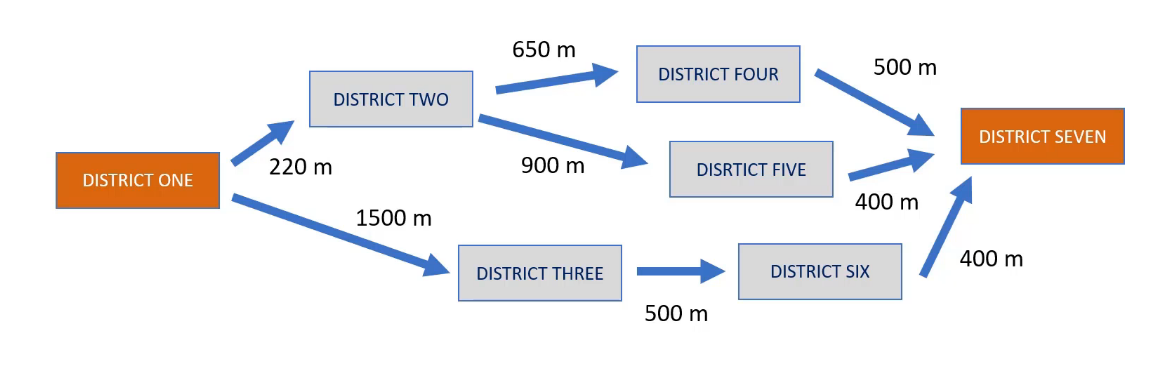 650 m
DISTRICT FOUR
500 m
DISTRICT TWO
DISTRICT SEVEN
220 m
900 m
DISRTICT FIVE
DISTRICT ONE
400 m
1500 m
DISTRICT THREE
DISTRICT SIX
400 m
500 m